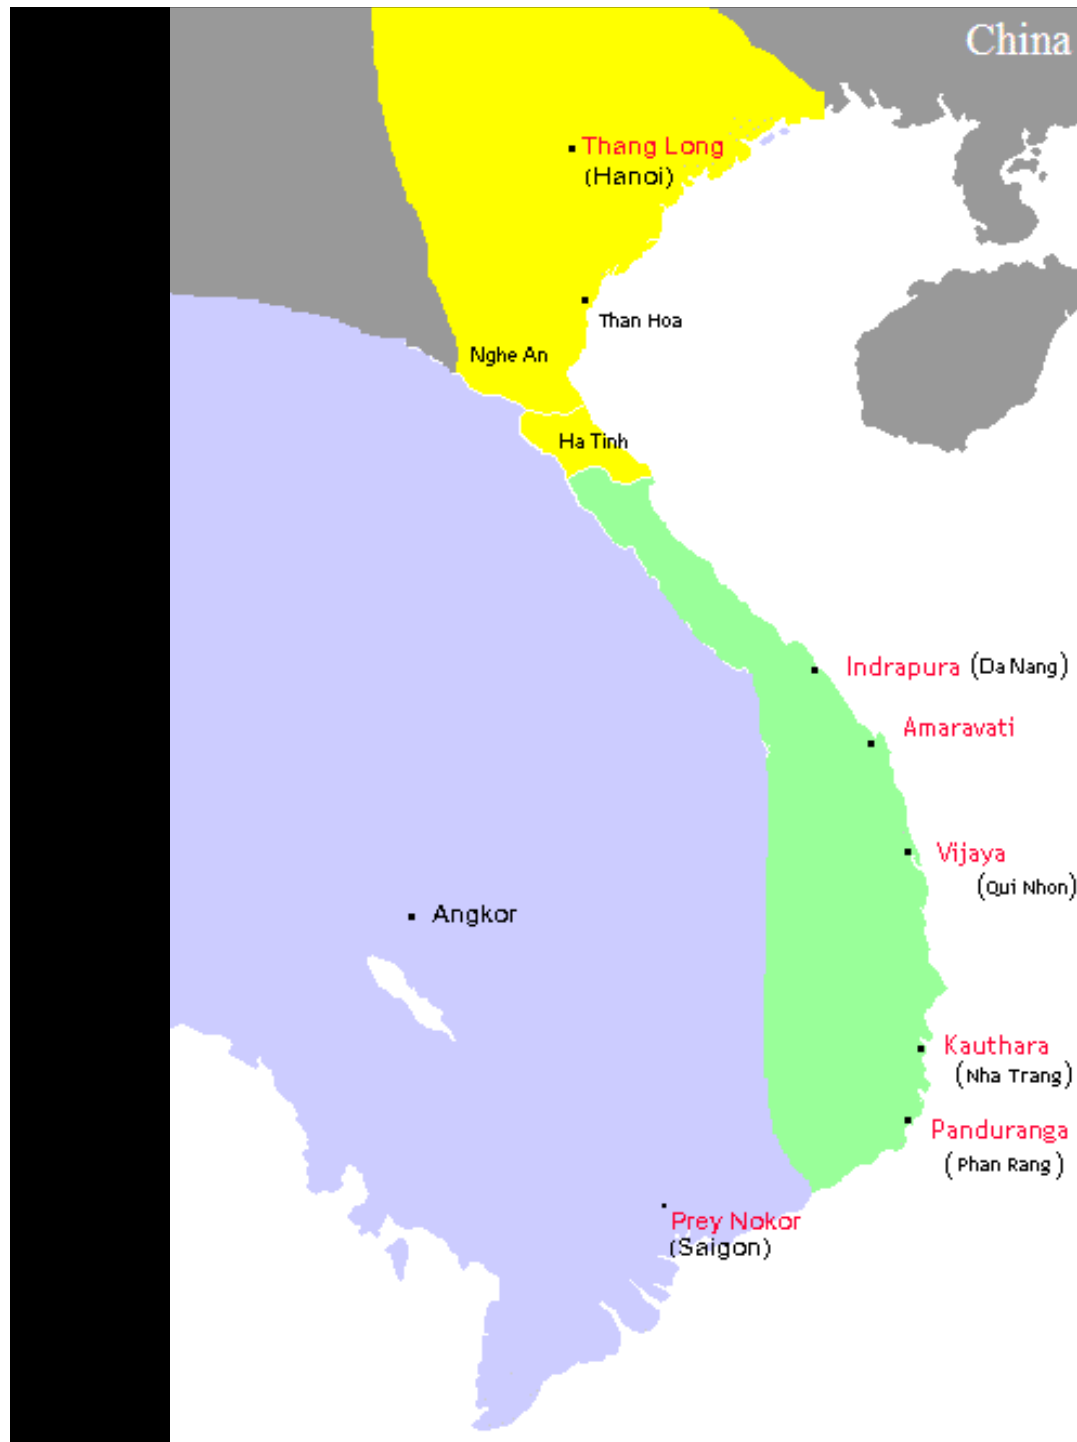 China
Thang Long
(Hanoi)
Than Hoa
Nghe An
Ha Tinh
Indrapura (Da Nang)
Amaravati
Vijaya
(Qui Nhon)
Angkor
Kauthara
(Nha Trang)
Panduranga
(Phan Rang)
Prey Nokor
(Saigon)